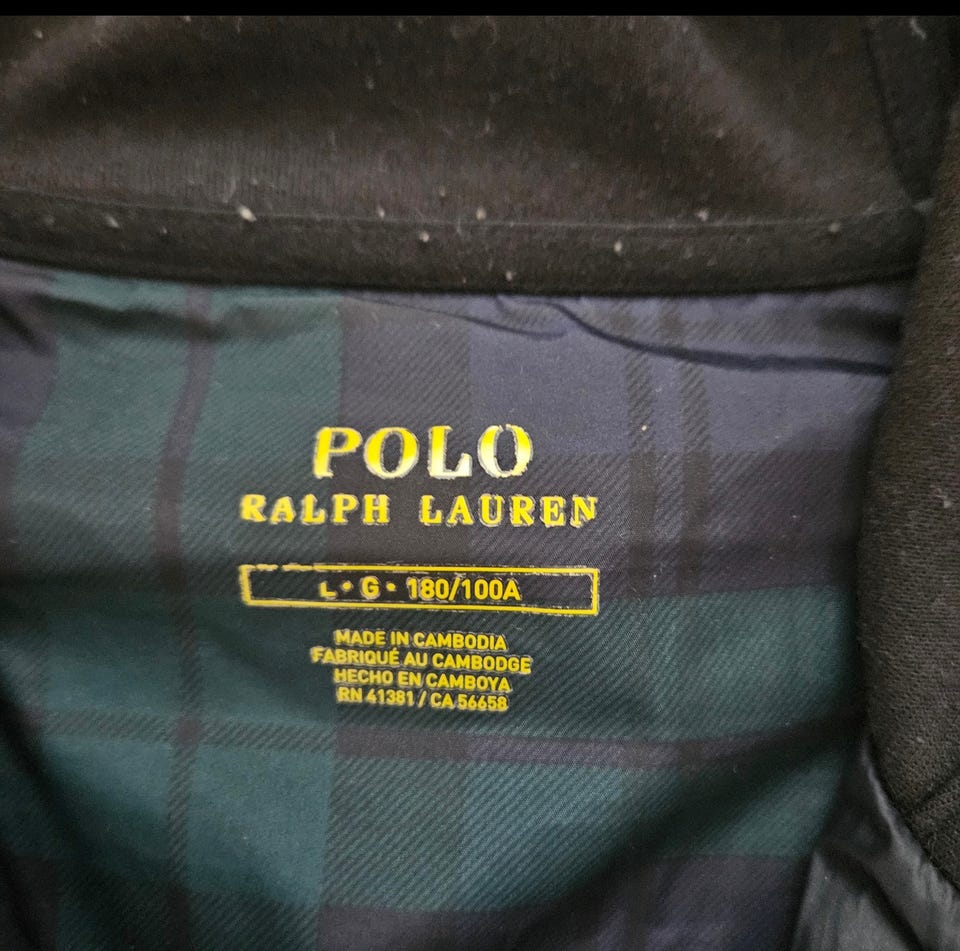 POLO
RALPH LAUREN
L • G • 180/100A
MADE IN CAMBODIA
FABRIQUÉ AU CAMBODGE
HECHO EN CAMBOYA
RN 41381 / CA 56658